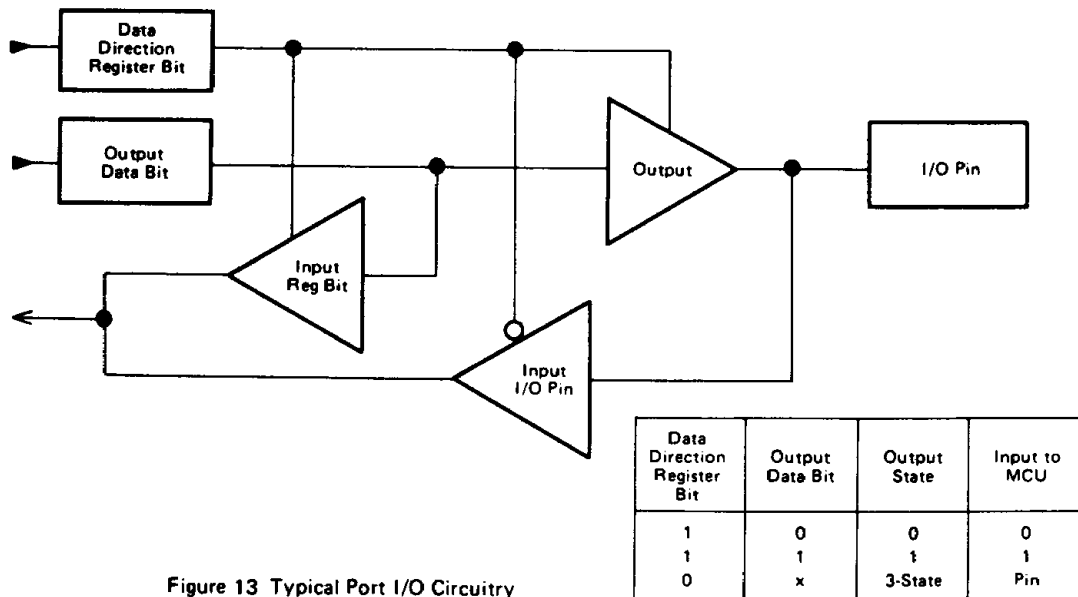 Data
Direction
Register Bit
Output
Data Bit
Output
I/O Pin
Input
Reg Bit
Input
I/O Pin
Data
Direction
Register
Bit
Output
Data Bit
Output
State
Input to
MCU
1 0 0 0
1 1 1 1
0 x 3-State Pin
Figure 13 Typical Port I/O Circuitry